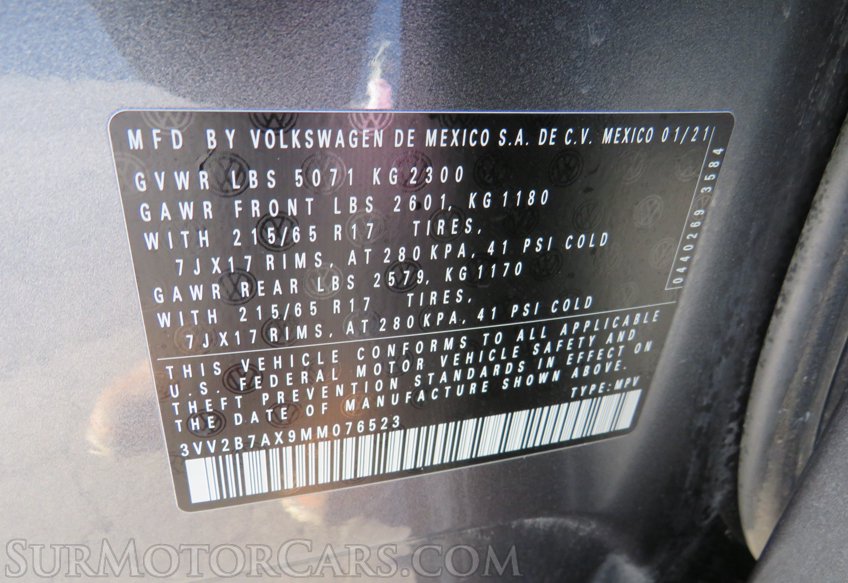 MFD BY VOLKSWAGEN DE MEXICO S.A. DE C.V. MEXICO 01/21
GVWR LBS 5071 KG 2300
GAWR FRONT LBS 2601, KG 1180
WITH 215/65 R17 TIRES,
7JX17 RIMS, AT 280 KPA, 41 PSI COLD
GAWR REAR LBS 2579, KG 1170
WITH 215/65 R17 TIRES,
7JX17 RIMS, AT 280 KPA, 41 PSI COLD
0440269 3584
THIS VEHICLE CONFORMS TO ALL APPLICABLE
U.S. FEDERAL MOTOR VEHICLE SAFETY AND
THEFT PREVENTION STANDARDS IN EFFECT ON
THE DATE OF MANUFACTURE SHOWN ABOVE.
TYPE: MPV
3VV2B7AX9MM076523
SURMOTORCARS.COM